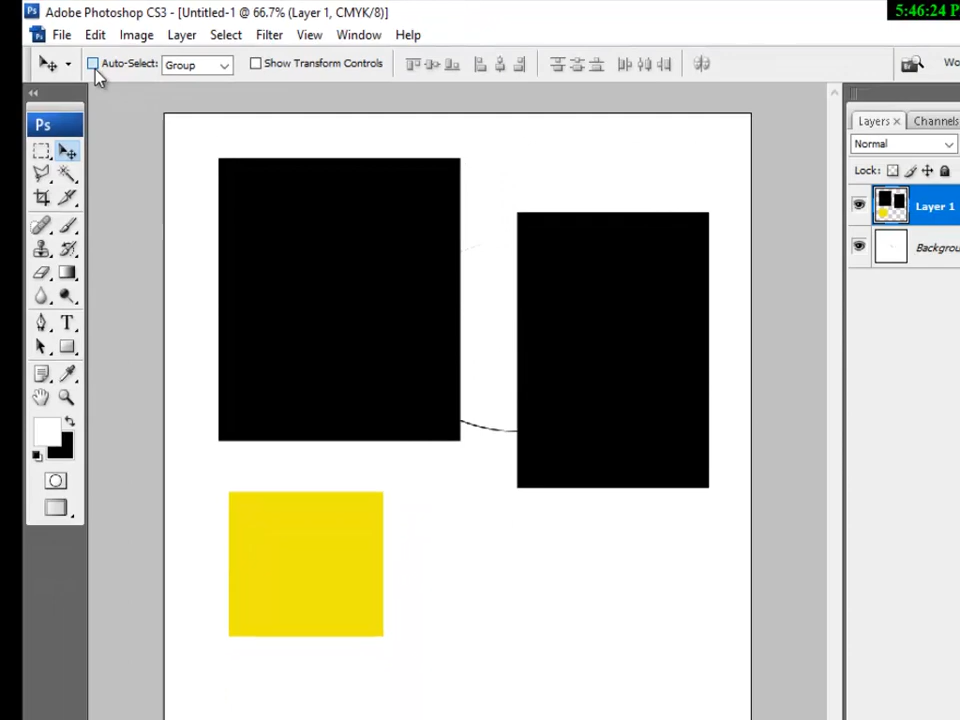 5:46:24 P
Adobe Photoshop CS3 - [Untitled-1 @ 66.7% (Layer 1, CMYK/8)]
File Edit Image Layer Select Filter View Window Help
Auto-Select: Group Show Transform Controls Wo
Layers × Channels
Ps
Normal
Lock:
Layer 1
Backgrou
T